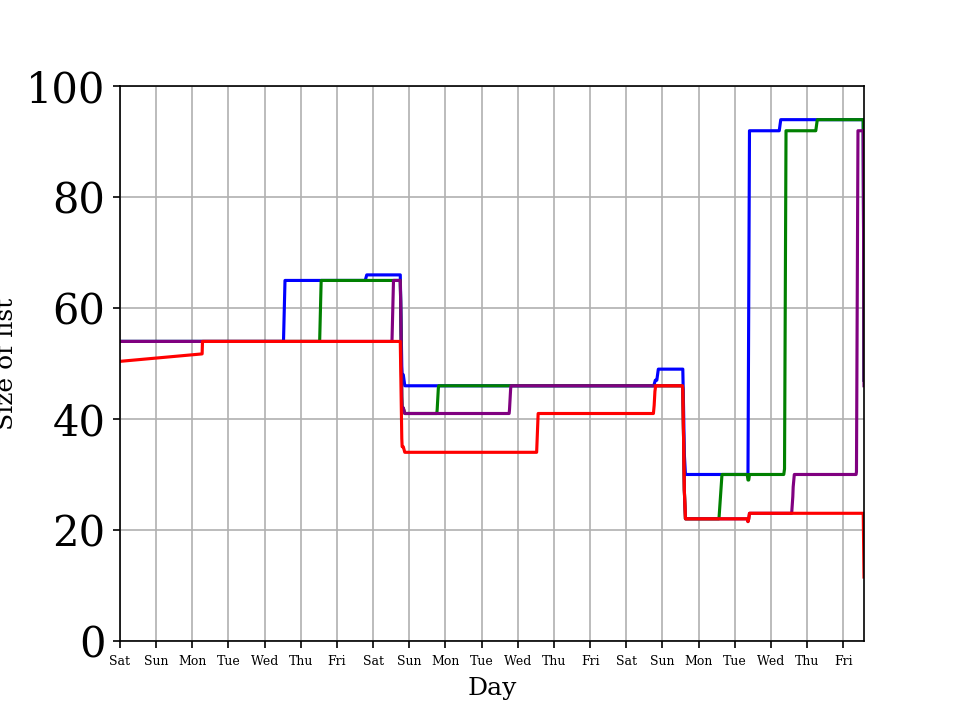 100
80
60
40
20
0
Size of list
Sat Sun Mon Tue Wed Thu Fri Sat Sun Mon Tue Wed Thu Fri Sat Sun Mon Tue Wed Thu Fri
Day